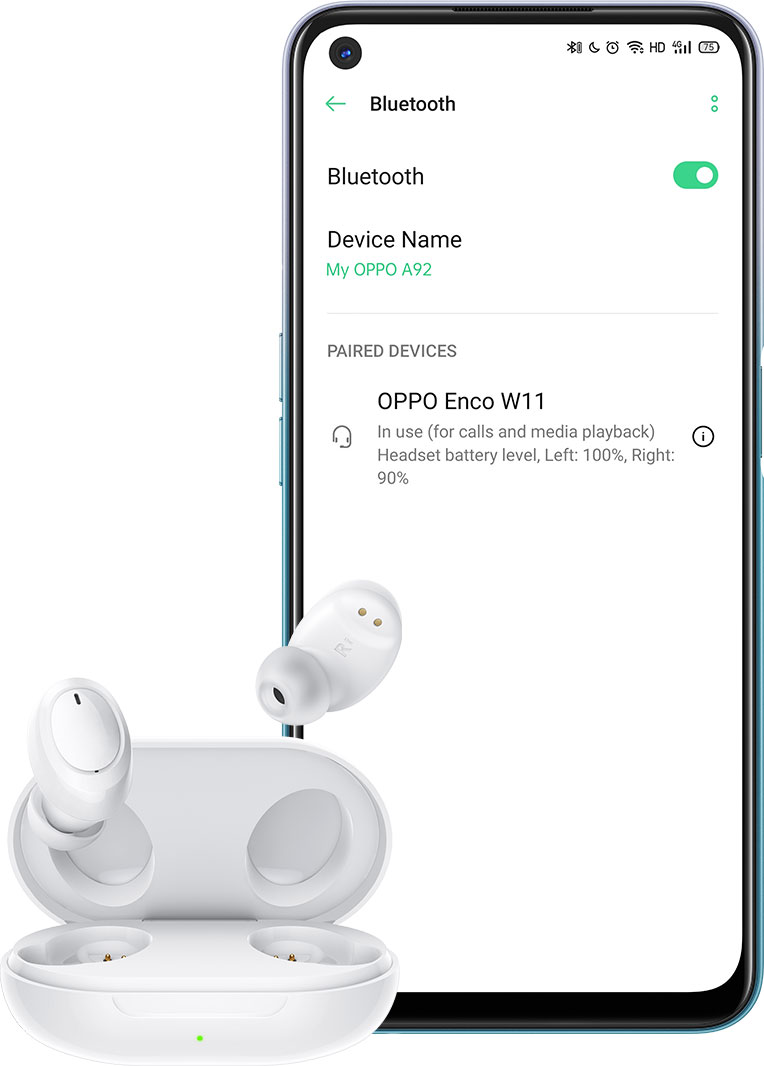 HD 4G 75
Bluetooth
Bluetooth
Device Name
My OPPO A92
PAIRED DEVICES
OPPO Enco W11
In use (for calls and media playback)
Headset battery level, Left: 100%, Right:
90%
R